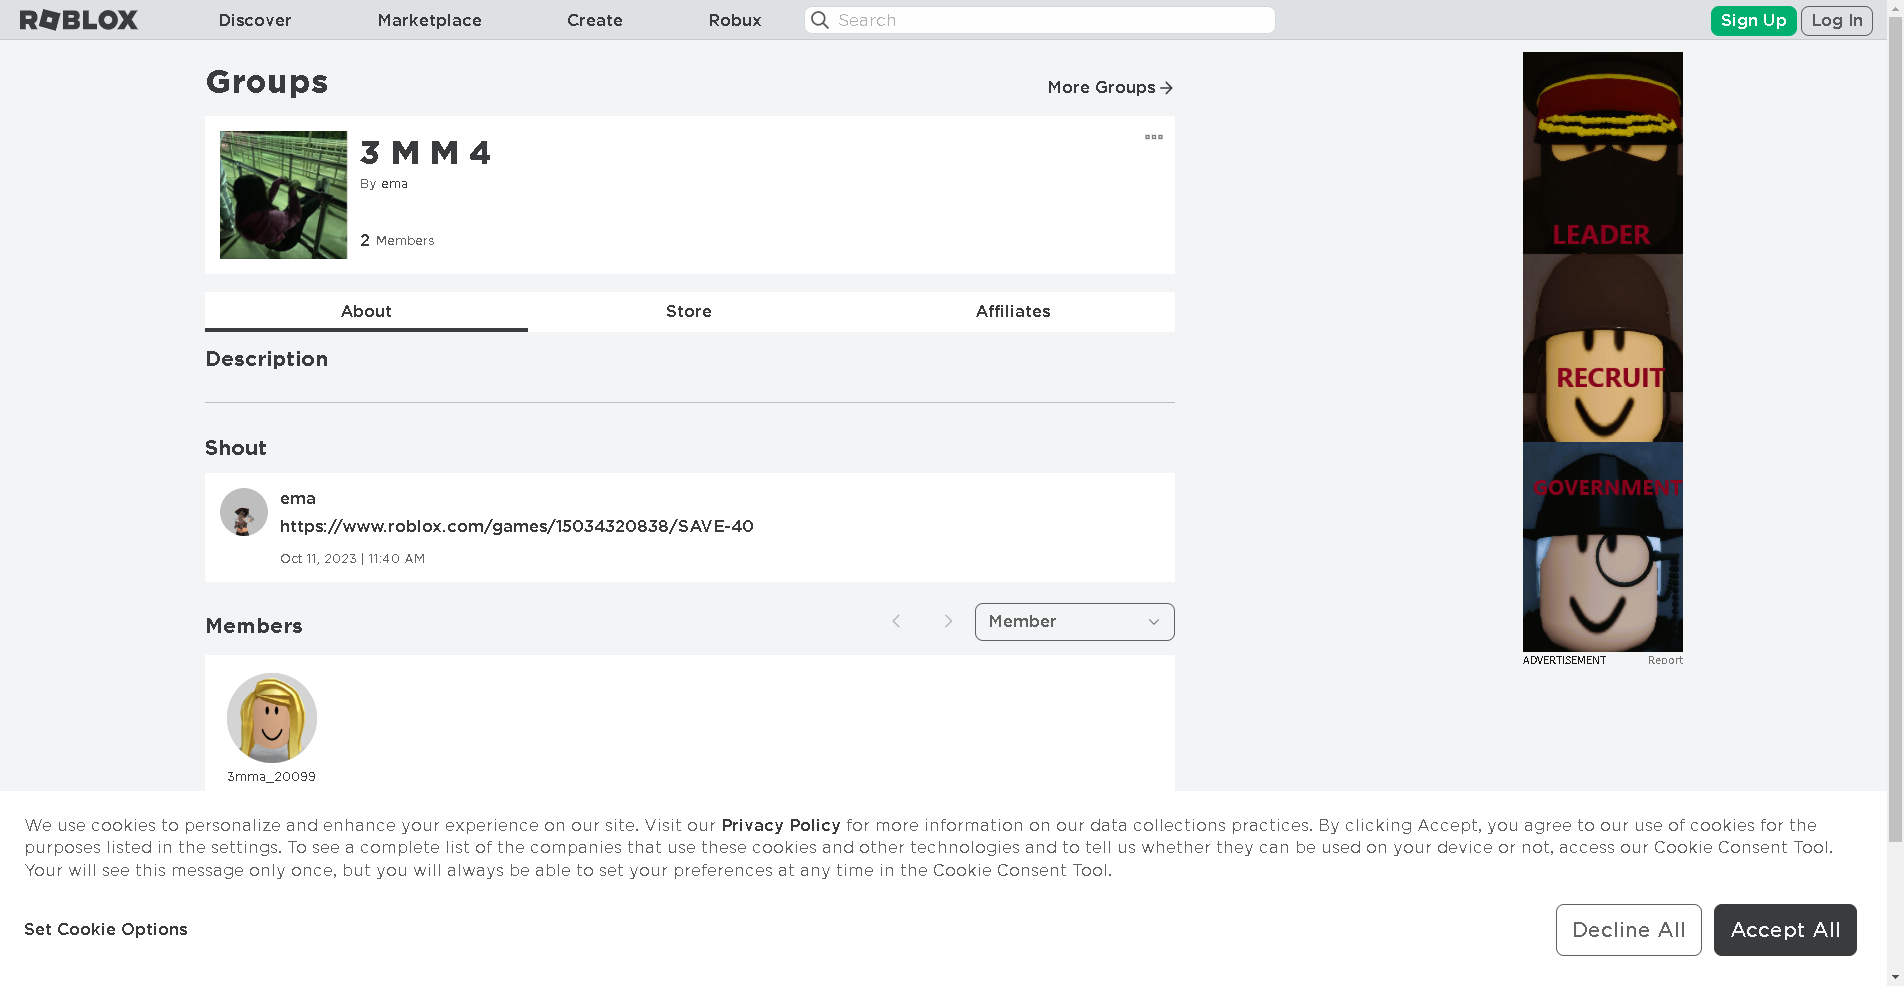 ROBLOX Discover Marketplace Create Robux Search Sign Up Log In
Groups
More Groups
3 M M 4
By ema
2 Members
About Store Affiliates
Description
Shout
ema
https://www.roblox.com/games/15034320838/SAVE-40
Oct 11, 2023 | 11:40 AM
Members
Member
3mma_20099
LEADER
RECRUIT
GOVERNMENT
ADVERTISEMENT Report
We use cookies to personalize and enhance your experience on our site. Visit our Privacy Policy for more information on our data collections practices. By clicking Accept, you agree to our use of cookies for the
purposes listed in the settings. To see a complete list of the companies that use these cookies and other technologies and to tell us whether they can be used on your device or not, access our Cookie Consent Tool.
Your will see this message only once, but you will always be able to set your preferences at any time in the Cookie Consent Tool.
Set Cookie Options
Decline All
Accept All